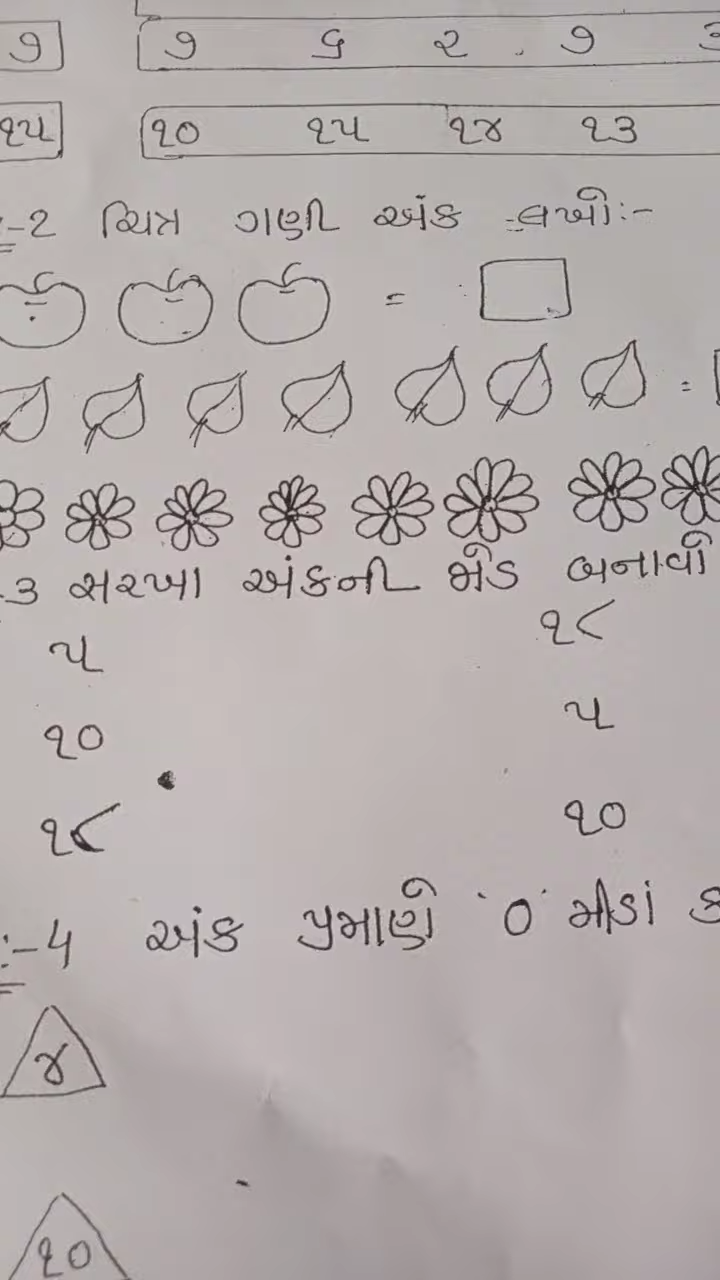 ૭ ૭ ૬ ૨ ૭
૧૫ ૧૦ ૧૫ ૧૪ ૧૩
:-2 ચિત્ર ગણી અંક લખો:-
=
=
-૩ સરખા અંકની જોડ બનાવો
૫ ૧૮
૧૦ ૫
૧૮ ૧૦
:-4 અંક પ્રમાણે '0' મીડાં ક
૪
૧૦